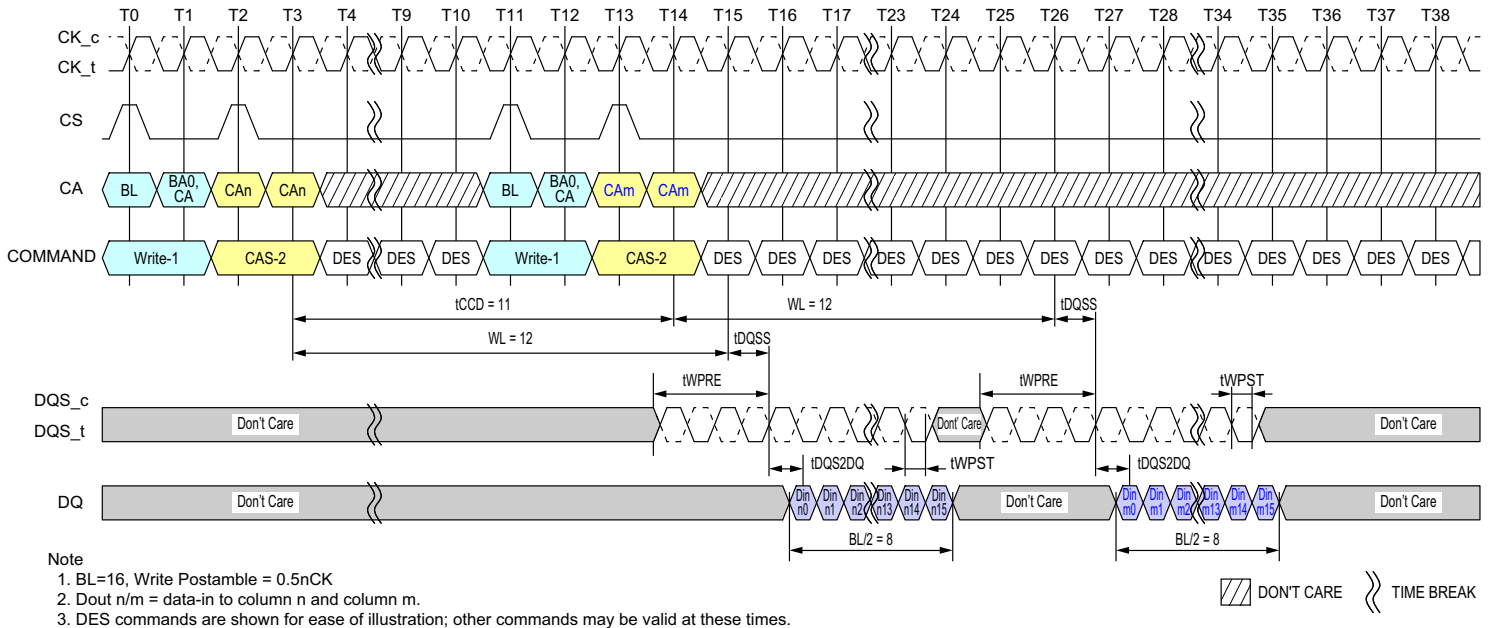 T0 T1 T2 T3 T4 T9 T10 T11 T12 T13 T14 T15 T16 T17 T23 T24 T25 T26 T27 T28 T34 T35 T36 T37 T38
CK_c
CK_t
CS
CA
BL
BA0,
CA
CAn
CAn
BL
BA0,
CA
CAm
CAm
COMMAND
Write-1 CAS-2 DES DES DES Write-1 CAS-2 DES DES DES DES DES DES DES DES DES DES DES DES DES DES
tCCD = 11 WL = 12 tDQSS
WL = 12 tDQSS
tWPRE tWPRE tWPST
DQS_c
DQS_t
Don't Care Dont' Care Don't Care
tDQS2DQ tWPST tDQS2DQ
DQ
Don't Care
Din
n0
Din
n1
Din
n2
Din
n13
Din
n14
Din
n15
Don't Care
Din
m0
Din
m1
Din
m2
Din
m13
Din
m14
Din
m15
Don't Care
BL/2 = 8 BL/2 = 8
Note
1. BL=16, Write Postamble = 0.5nCK
2. Dout n/m = data-in to column n and column m.
3. DES commands are shown for ease of illustration; other commands may be valid at these times.
DON'T CARE TIME BREAK